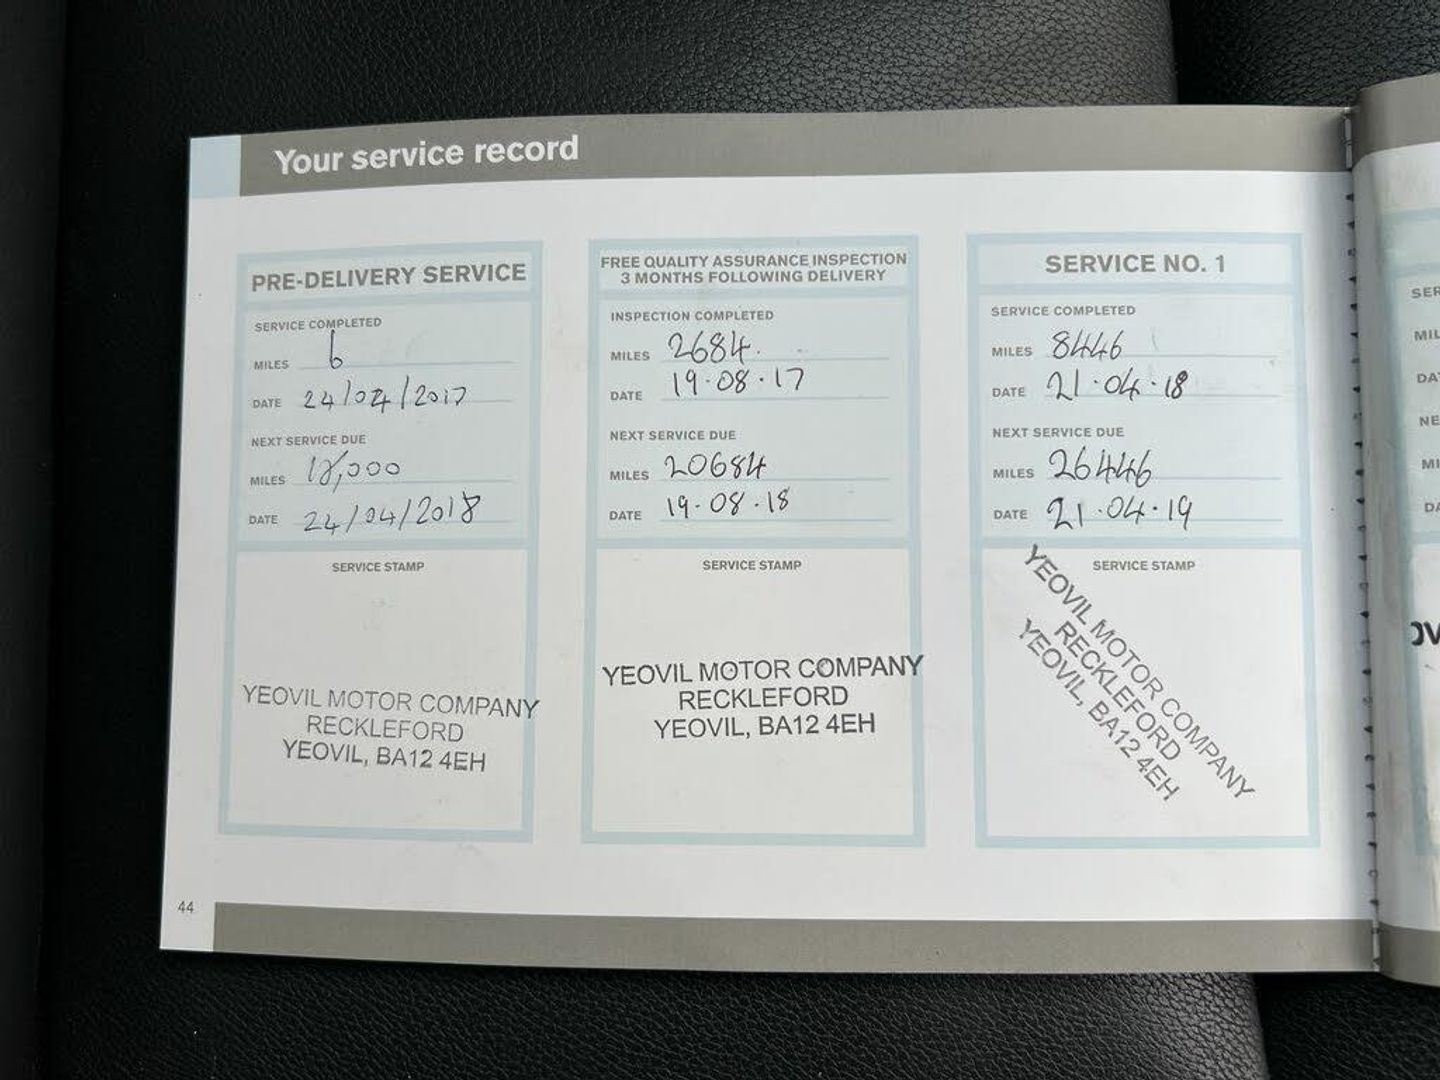 Your service record
PRE-DELIVERY SERVICE
SERVICE COMPLETED
MILES 6
DATE 24/04/2017
NEXT SERVICE DUE
MILES 18,000
DATE 24/04/2018
SERVICE STAMP
YEOVIL MOTOR COMPANY
RECKLEFORD
YEOVIL, BA12 4EH
FREE QUALITY ASSURANCE INSPECTION
3 MONTHS FOLLOWING DELIVERY
INSPECTION COMPLETED
MILES 2684.
DATE 19.08.17
NEXT SERVICE DUE
MILES 20684
DATE 19.08.18
SERVICE STAMP
YEOVIL MOTOR COMPANY
RECKLEFORD
YEOVIL, BA12 4EH
SERVICE NO. 1
SERVICE COMPLETED
MILES 8446
DATE 21.04.18
NEXT SERVICE DUE
MILES 26446
DATE 21.04.19
SERVICE STAMP
YEOVIL MOTOR COMPANY
RECKLEFORD
YEOVIL, BA12 4EH
44